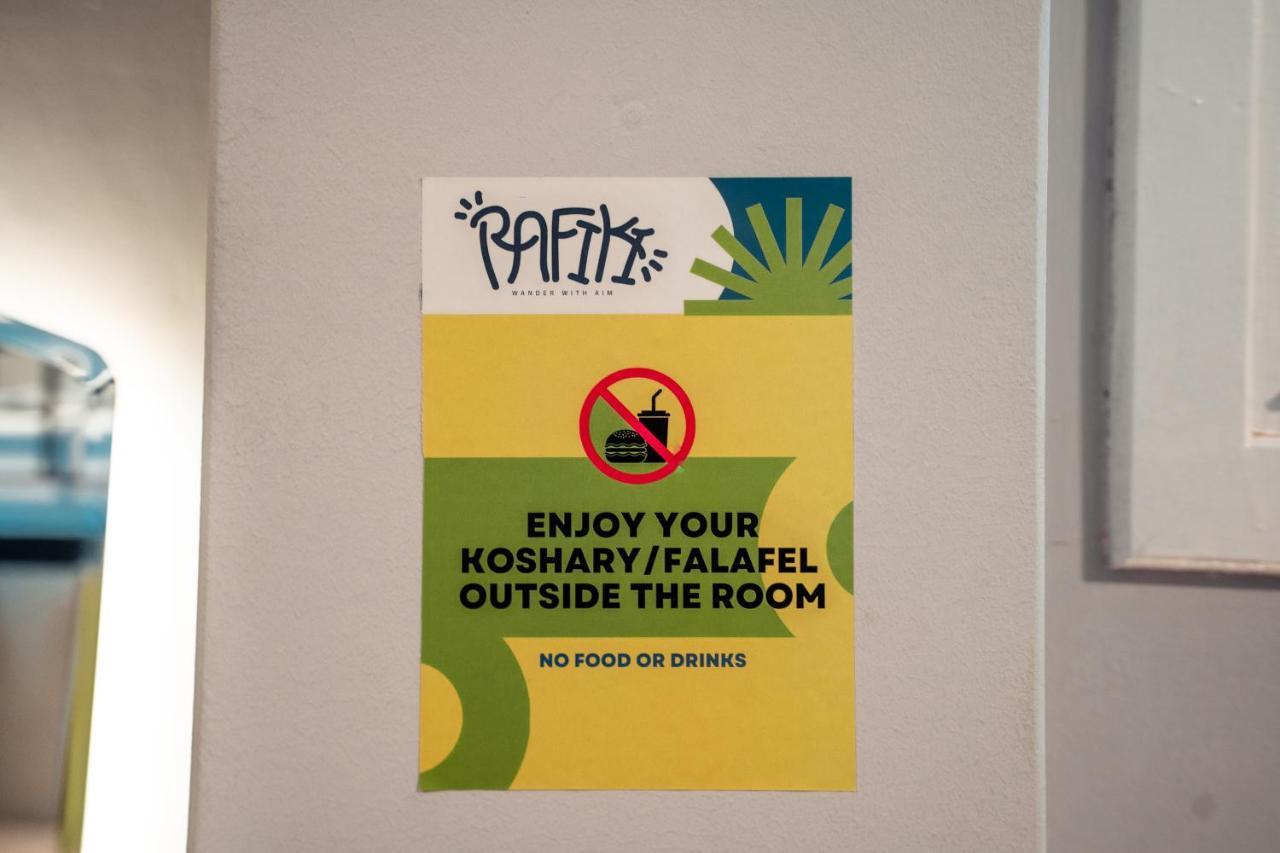 RAFIKI
WANDER WITH AIM
ENJOY YOUR
KOSHARY/FALAFEL
OUTSIDE THE ROOM
NO FOOD OR DRINKS